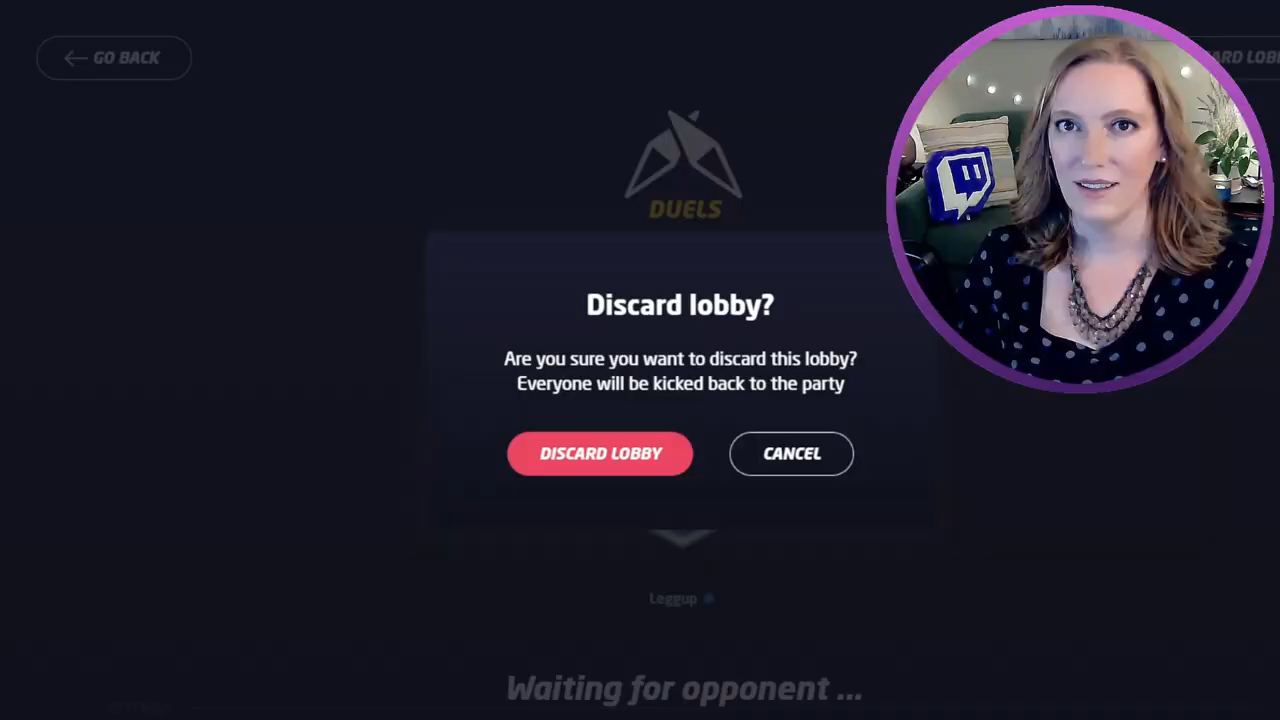 GO BACK
DUELS
Discard lobby?
Are you sure you want to discard this lobby?
Everyone will be kicked back to the party
DISCARD LOBBY
CANCEL
Leggup
Waiting for opponent ...